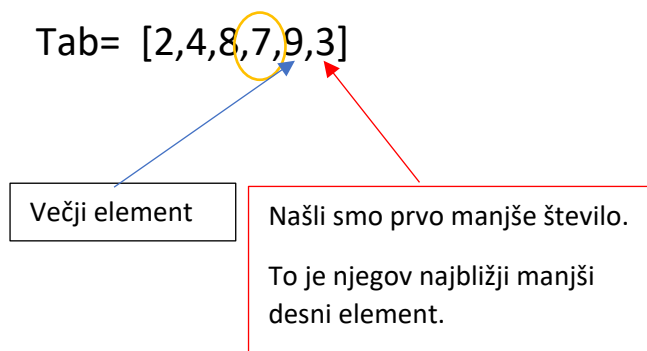 Tab= [2,4,8,7,9,3]
Večji element
Našli smo prvo manjše število.
To je njegov najbližji manjši
desni element.